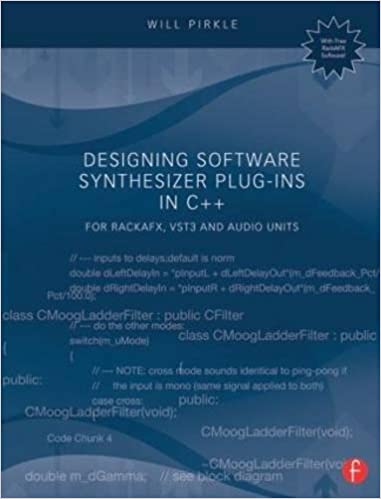 WILL PIRKLE
With Free
RackAFX
Software!
DESIGNING SOFTWARE
SYNTHESIZER PLUG-INS
IN C++
FOR RACKAFX, VST3 AND AUDIO UNITS
// --- inputs to delays;default is norm
double dLeftDelayIn = "pInputL + dLeftDelayOut"(m_dFeedback_Pct/
Pct/100.0);
double dRightDelayIn = "pInputR + dRightDelayOut"(m_dFeedback_
class CMoogLadderFilter : public CFilter
// --- do the other modes:
class CMoogLadderFilter : public
switch(m_uMode)
{
{
// --- NOTE: cross mode sounds identical to ping-pong if
public:
// the input is mono (same signal applied to both)
case cross:
public:
CMoogLadderFilter(void);
CMoogLadderFilter(void);
Code Chunk 4
~CMoogLadderFilter(void);
double m_dGamma; // see block diagram
f